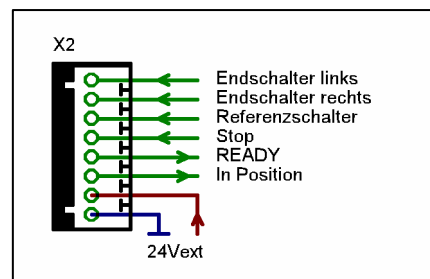 X2
Endschalter links
Endschalter rechts
Referenzschalter
Stop
READY
In Position
24Vext